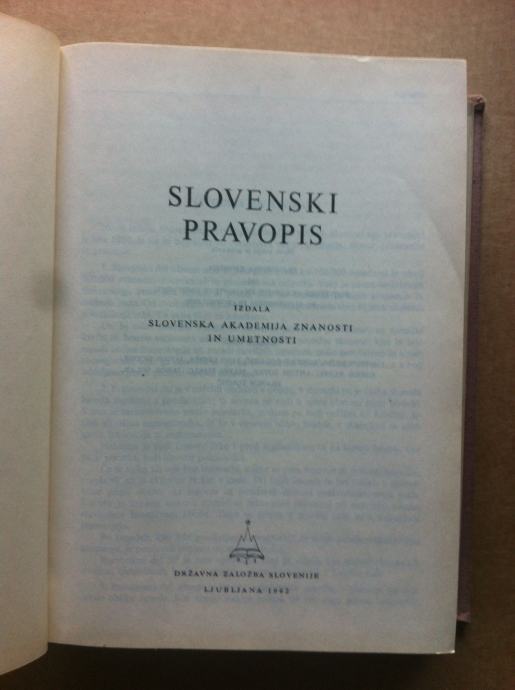 SLOVENSKI
PRAVOPIS
IZDALA
SLOVENSKA AKADEMIJA ZNANOSTI
IN UMETNOSTI
DRŽAVNA ZALOŽBA SLOVENIJE
LJUBLJANA 1962